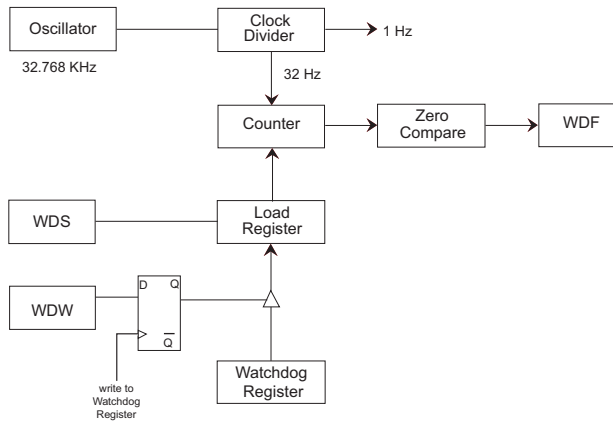 Oscillator
Clock
Divider
1 Hz
32.768 KHz
32 Hz
Counter
Zero
Compare
WDF
WDS
Load
Register
D
Q
WDW
Q
write to
Watchdog
Register
Watchdog
Register